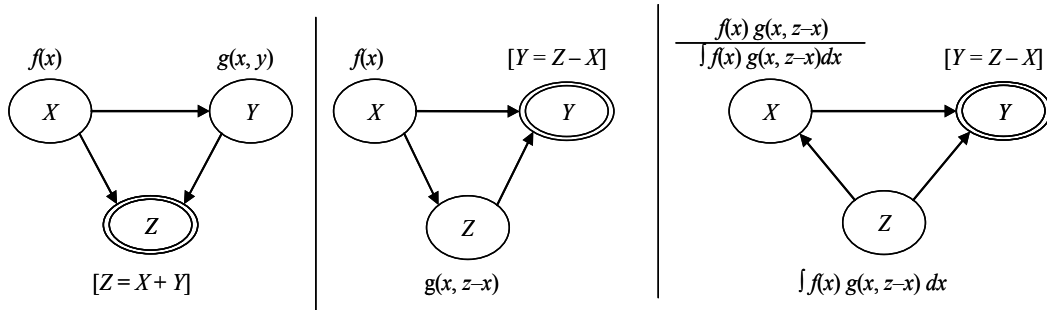 f(x)
g(x, y)
X
Y
Z
[Z = X + Y]
f(x)
[Y = Z – X]
X
Y
Z
g(x, z–x)
f(x) g(x, z–x)
∫ f(x) g(x, z–x)dx
[Y = Z – X]
X
Y
Z
∫ f(x) g(x, z–x) dx